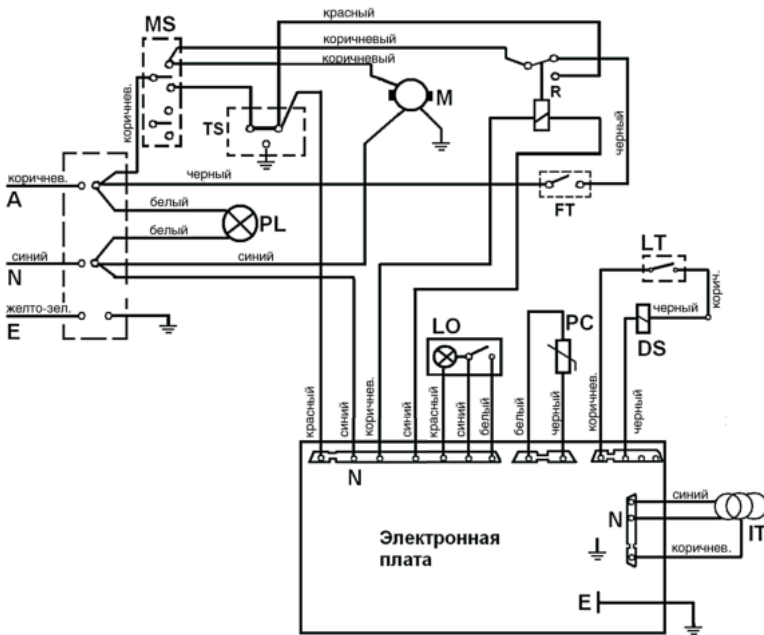 красный
MS
коричневый
коричневый
R
M
TS
коричнев.
черный
черный
FT
коричнев.
A
белый
PL
белый
синий
N
синий
LT
желто-зел.
E
корич.
черный
DS
LO
PC
красный
синий
коричнев.
синий
красный
синий
белый
белый
черный
коричнев.
черный
N
синий
N
IT
коричнев.
Электронная
плата
E